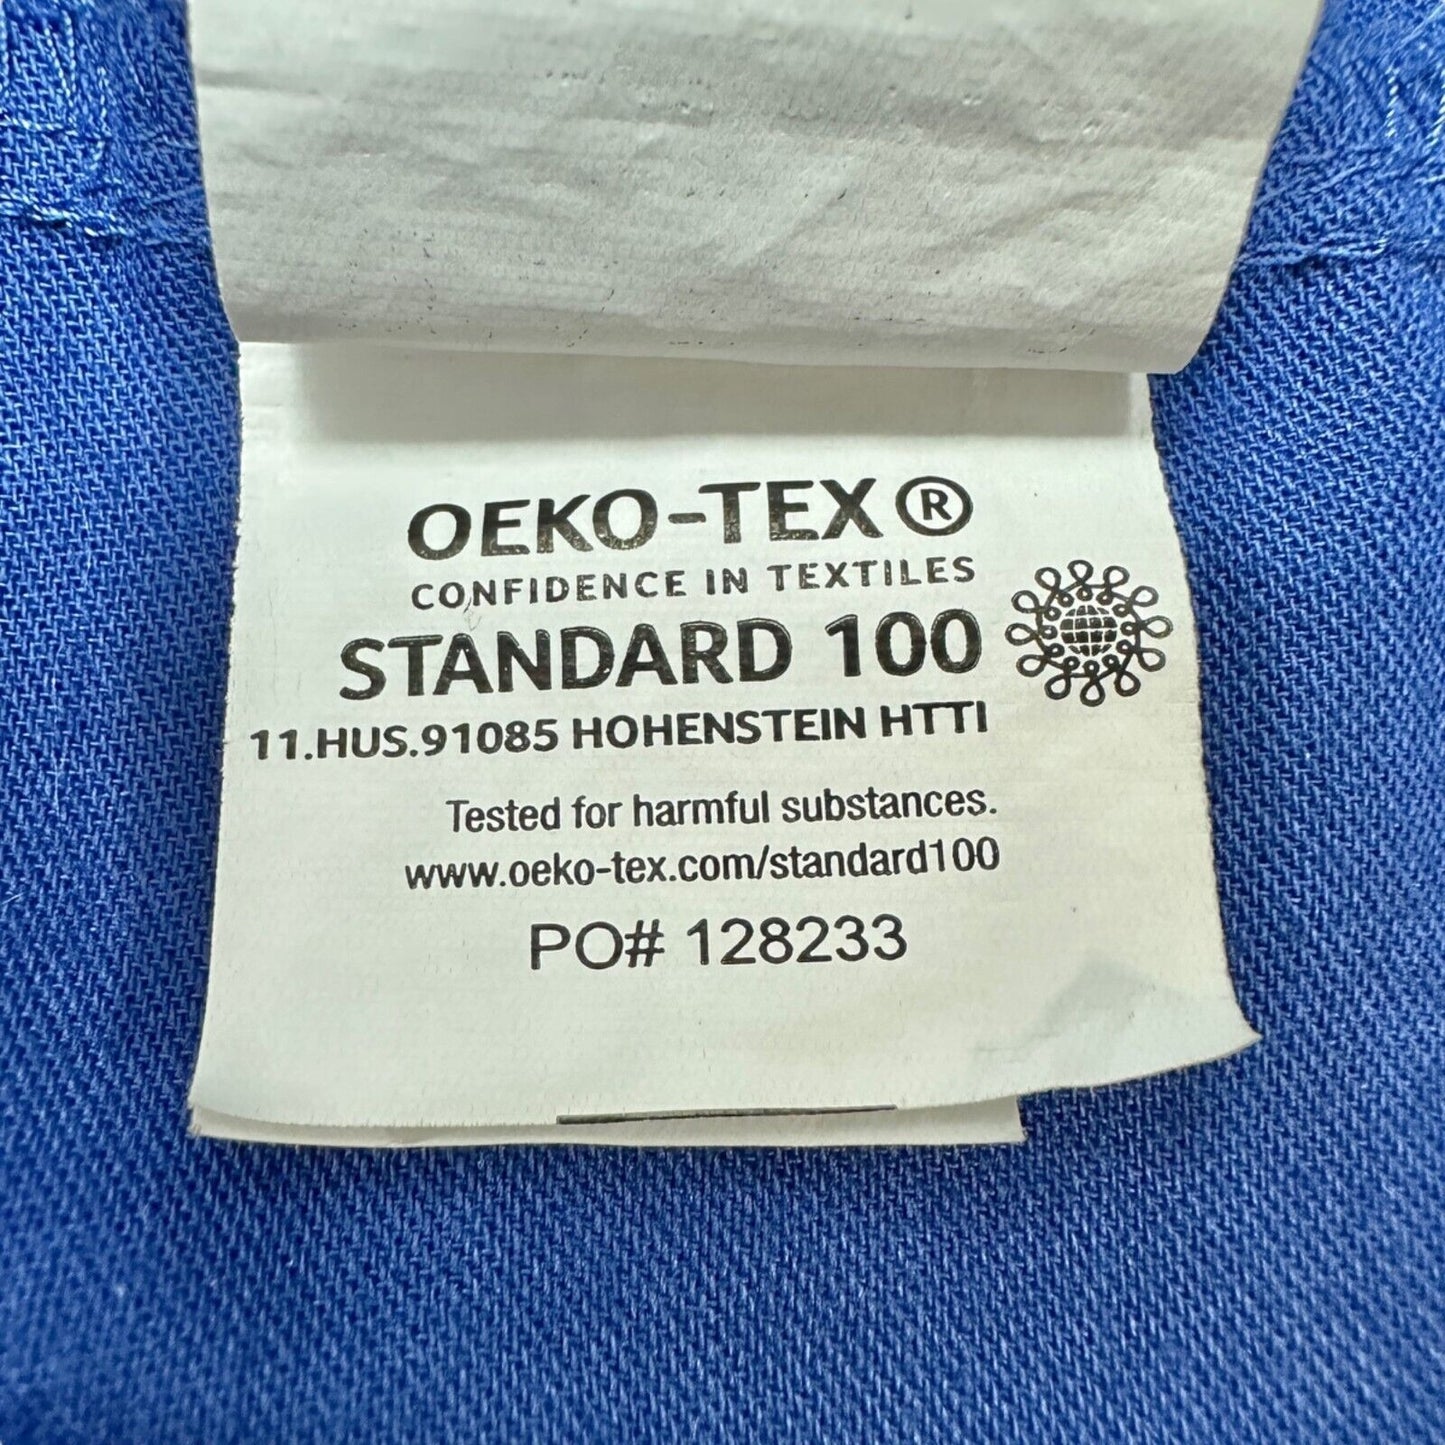 OEKO-TEX®
CONFIDENCE IN TEXTILES
STANDARD 100
11.HUS.91085 HOHENSTEIN HTTI
Tested for harmful substances.
www.oeko-tex.com/standard100
PO# 128233